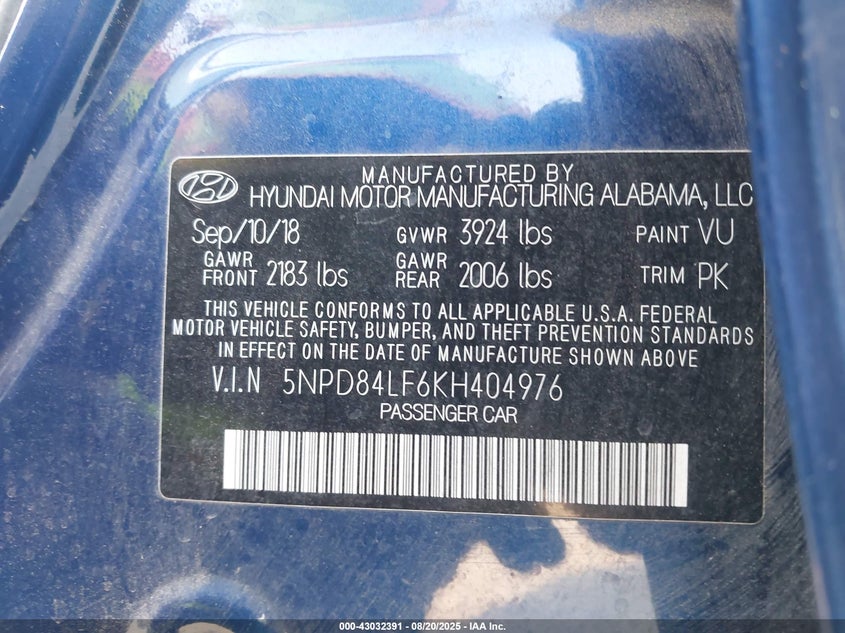 MANUFACTURED BY
HYUNDAI MOTOR MANUFACTURING ALABAMA, LLC
Sep/10/18 GVWR 3924 lbs PAINT VU
GAWR FRONT 2183 lbs GAWR REAR 2006 lbs TRIM PK
THIS VEHICLE CONFORMS TO ALL APPLICABLE U.S.A. FEDERAL
MOTOR VEHICLE SAFETY, BUMPER, AND THEFT PREVENTION STANDARDS
IN EFFECT ON THE DATE OF MANUFACTURE SHOWN ABOVE
V.I.N 5NPD84LF6KH404976
PASSENGER CAR
000-43032391 - 08/20/2025 - IAA Inc.